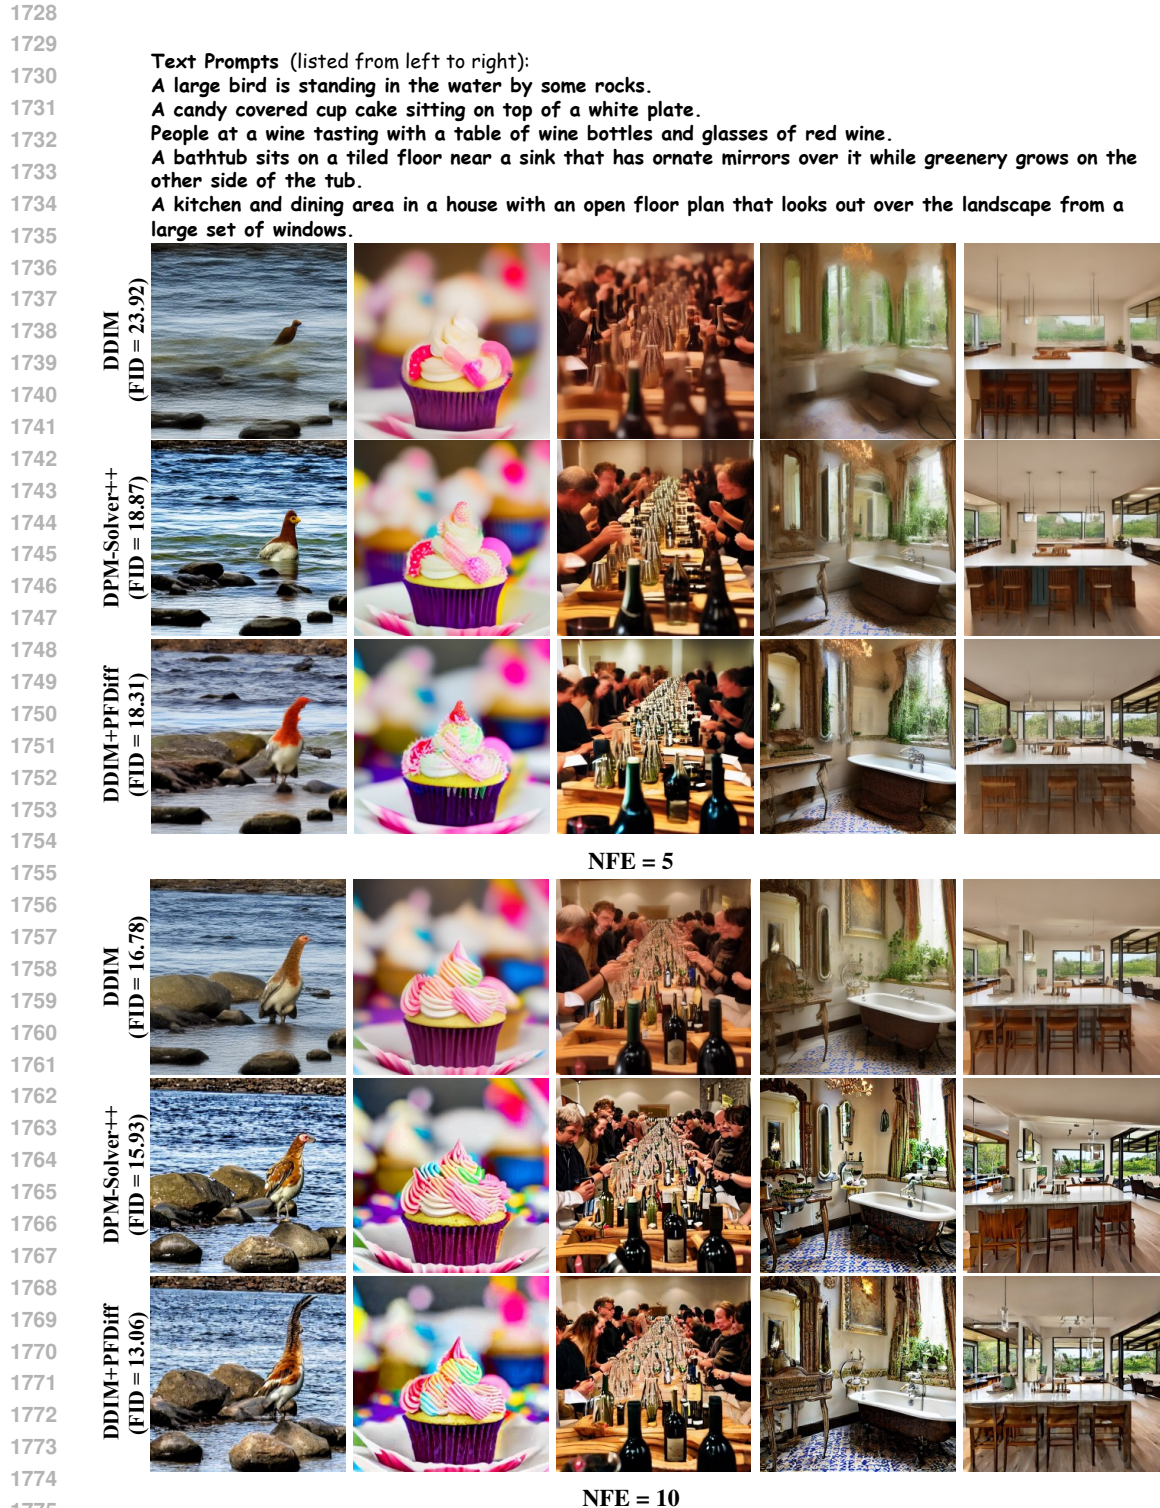 1728
1729
1730
1731
1732
1733
1734
1735
1736
1737
1738
1739
1740
1741
1742
1743
1744
1745
1746
1747
1748
1749
1750
1751
1752
1753
1754
1755
1756
1757
1758
1759
1760
1761
1762
1763
1764
1765
1766
1767
1768
1769
1770
1771
1772
1773
1774
1775
Text Prompts (listed from left to right):
A large bird is standing in the water by some rocks.
A candy covered cup cake sitting on top of a white plate.
People at a wine tasting with a table of wine bottles and glasses of red wine.
A bathtub sits on a tiled floor near a sink that has ornate mirrors over it while greenery grows on the
other side of the tub.
A kitchen and dining area in a house with an open floor plan that looks out over the landscape from a
large set of windows.
DDIM
(FID = 23.92)
DPM-Solver++
(FID = 18.87)
DDIM+PFDiff
(FID = 18.31)
NFE = 5
DDIM
(FID = 16.78)
DPM-Solver++
(FID = 15.93)
DDIM+PFDiff
(FID = 13.06)
NFE = 10